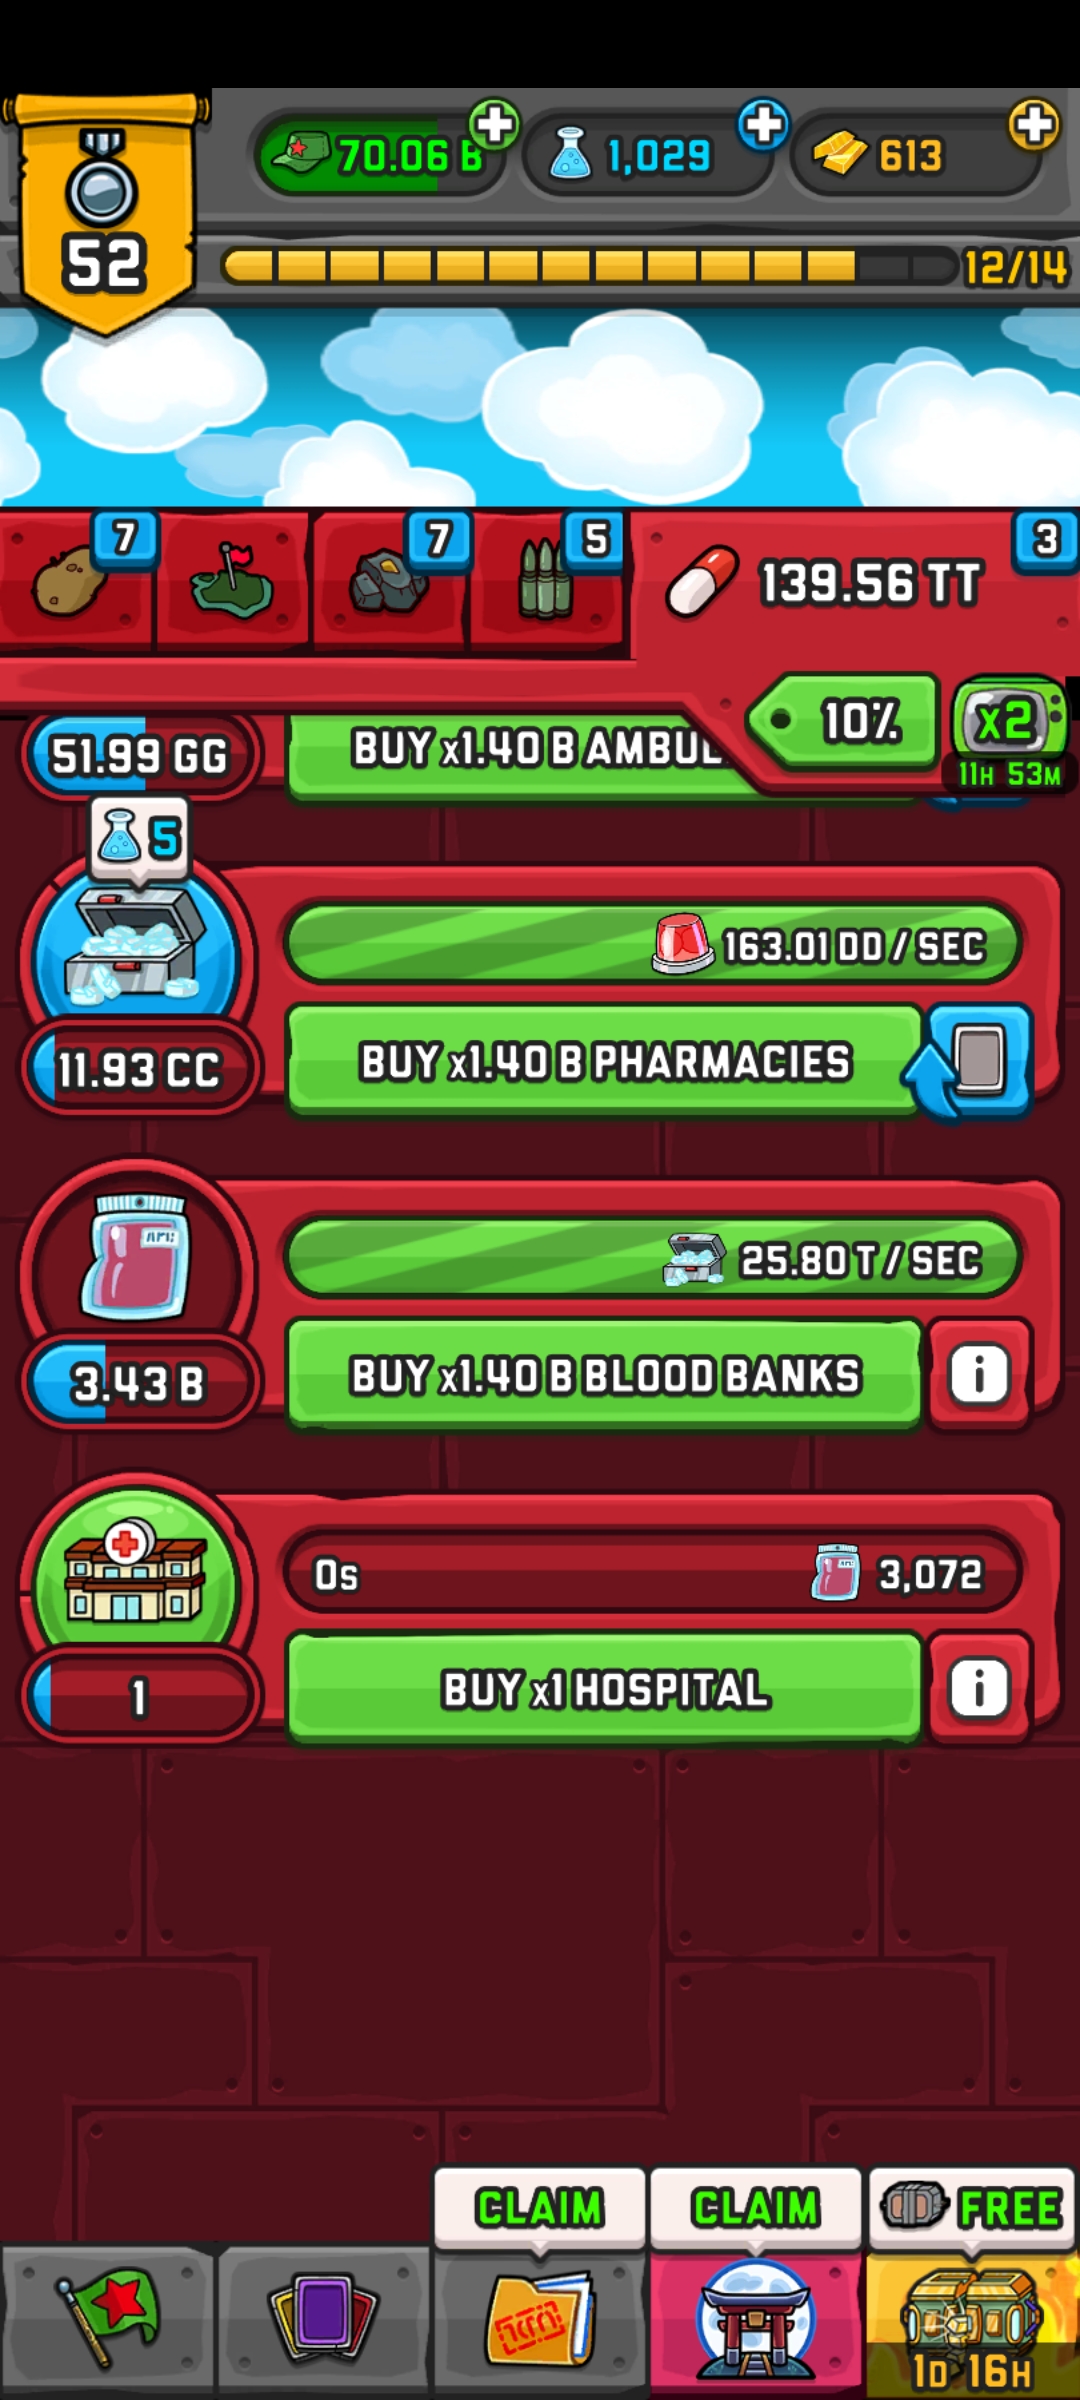 70.06 B
1,029
613
52
12/14
7
7
5
3
139.56 TT
10%
x2
11H 53M
51.99 GG
BUY x1.40 B AMBUL
5
163.01 DD / SEC
11.93 CC
BUY x1.40 B PHARMACIES
25.80 T / SEC
3.43 B
BUY x1.40 B BLOOD BANKS
i
0s
3,072
1
BUY x1 HOSPITAL
i
CLAIM
CLAIM
FREE
1D 16H